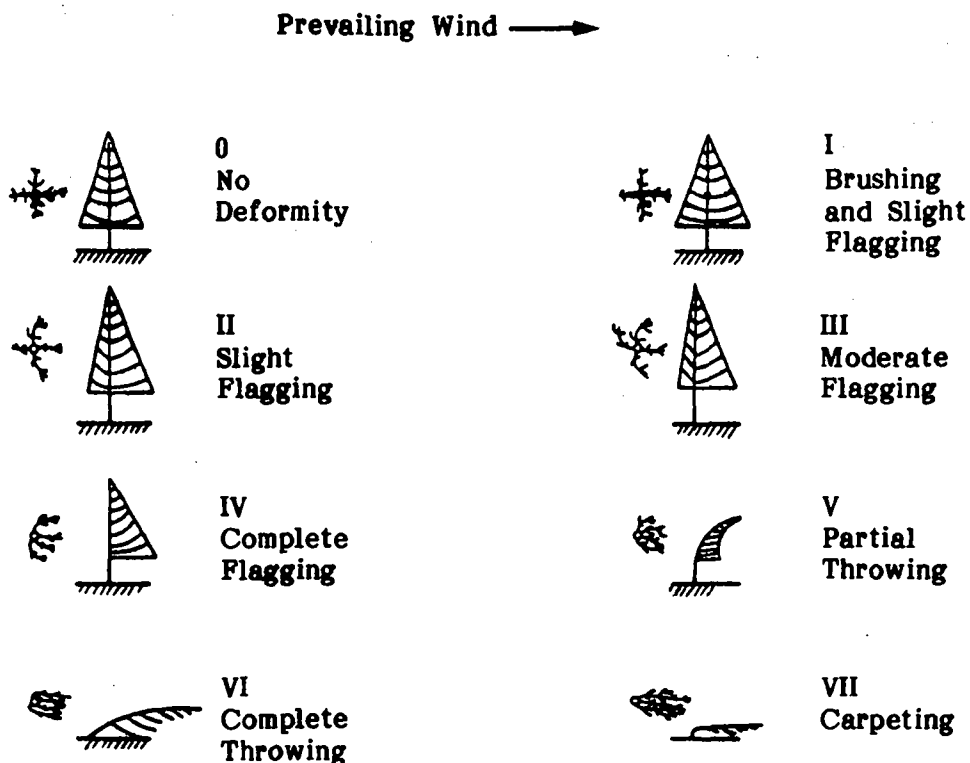 Prevailing Wind
0
No
Deformity
I
Brushing
and Slight
Flagging
II
Slight
Flagging
III
Moderate
Flagging
IV
Complete
Flagging
V
Partial
Throwing
VI
Complete
Throwing
VII
Carpeting